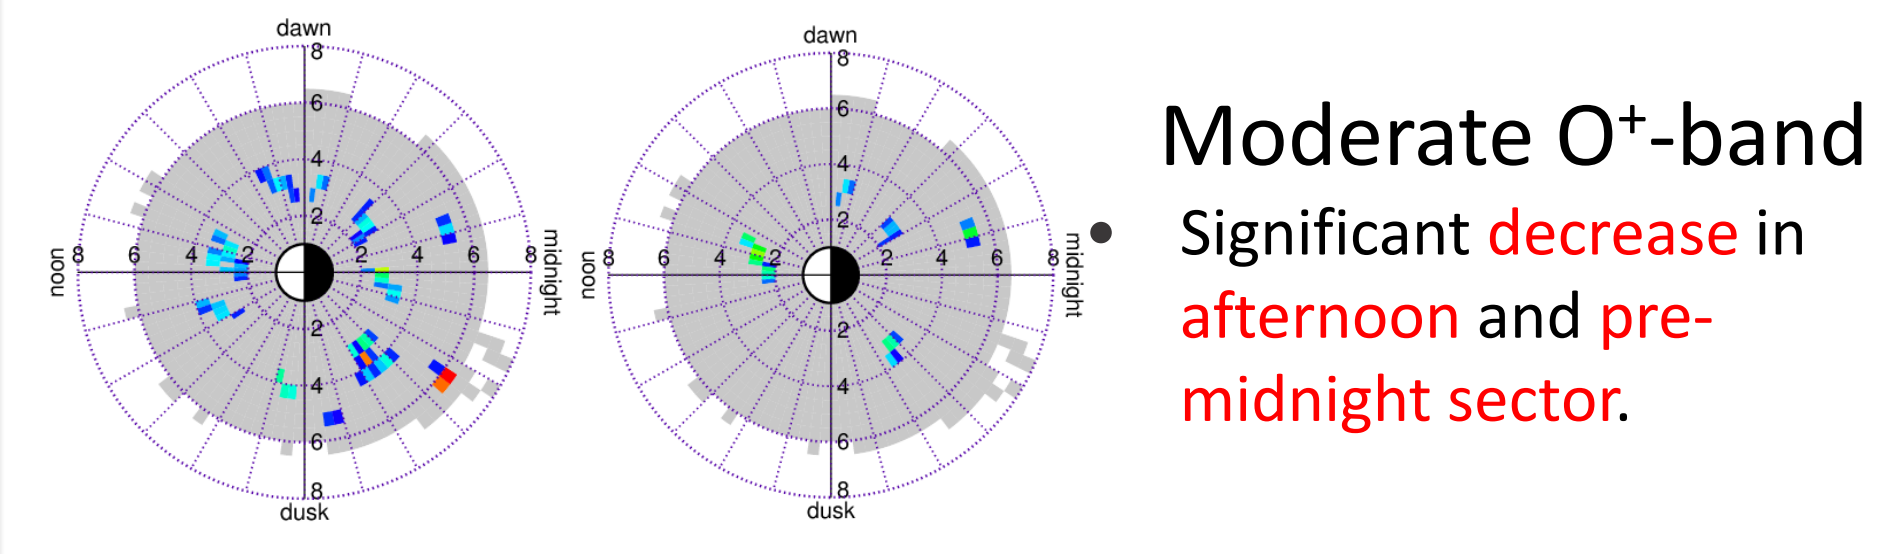 dawn
8
6
4
2
noon
8
6
4
2
2
4
6
8
midnight
2
4
6
8
dusk
dawn
8
6
4
2
noon
8
6
4
2
2
4
6
8
midnight
2
4
6
8
dusk
Moderate O⁺-band
• Significant decrease in
afternoon and pre-
midnight sector.